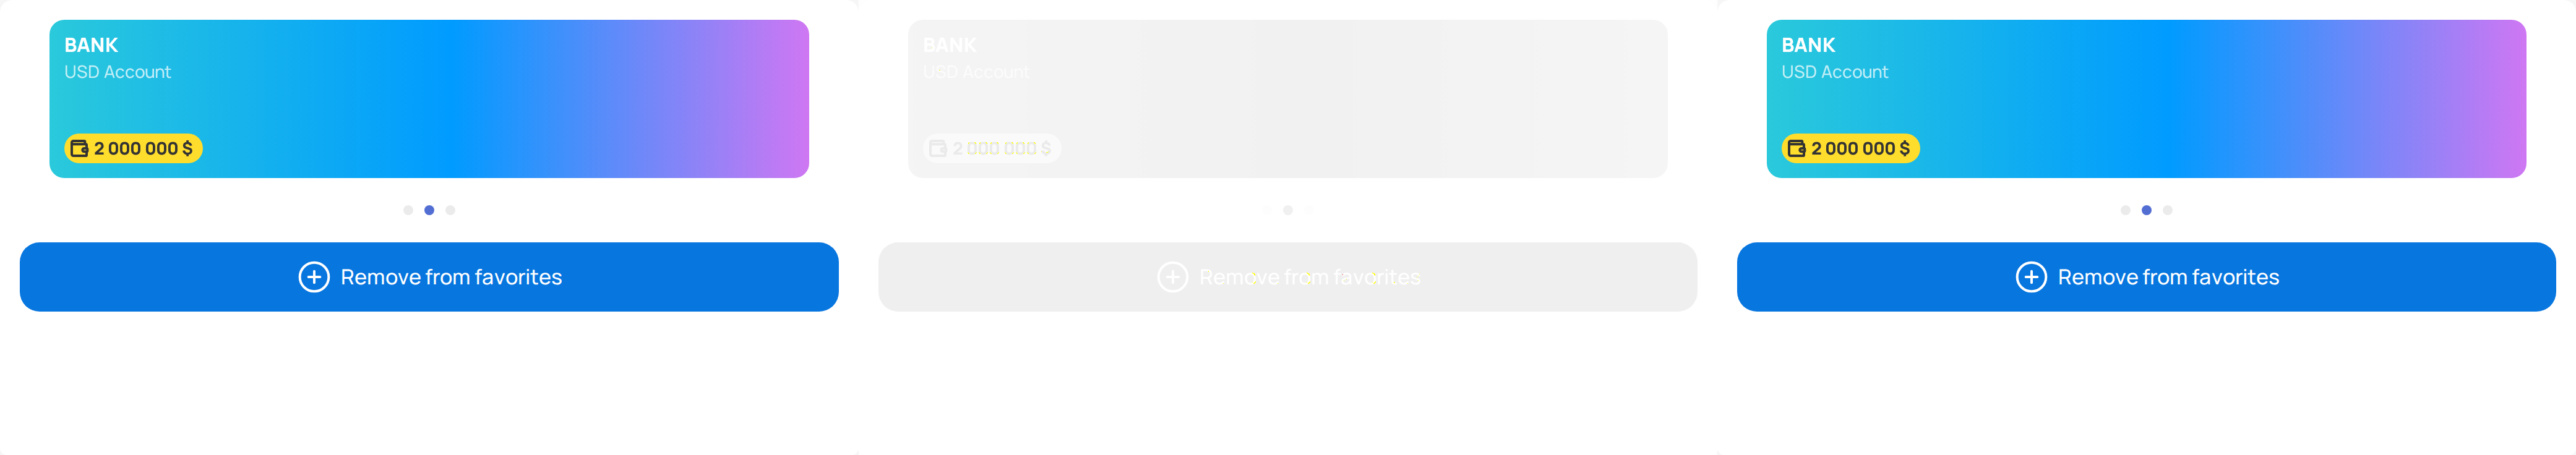 BANK
USD Account
2 000 000 $
Remove from favorites
BANK
USD Account
2 000 000 $
Remove from favorites
BANK
USD Account
2 000 000 $
Remove from favorites